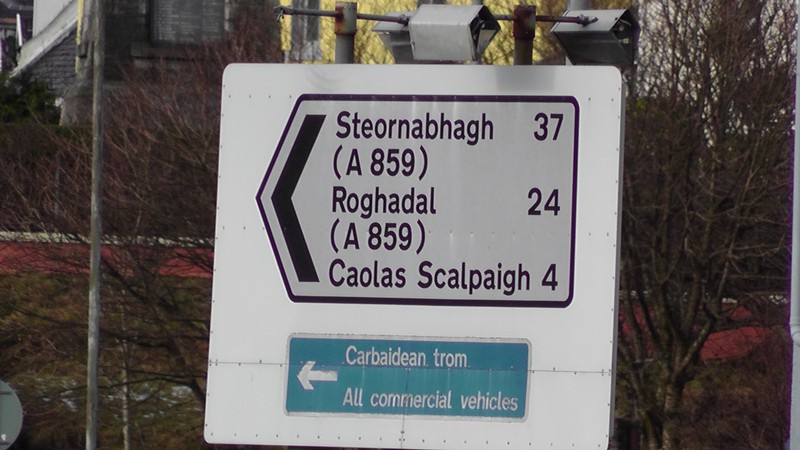 Steornabhagh 37
(A 859)
Roghadal 24
(A 859)
Caolas Scalpaigh 4
Carbaidean trom
All commercial vehicles